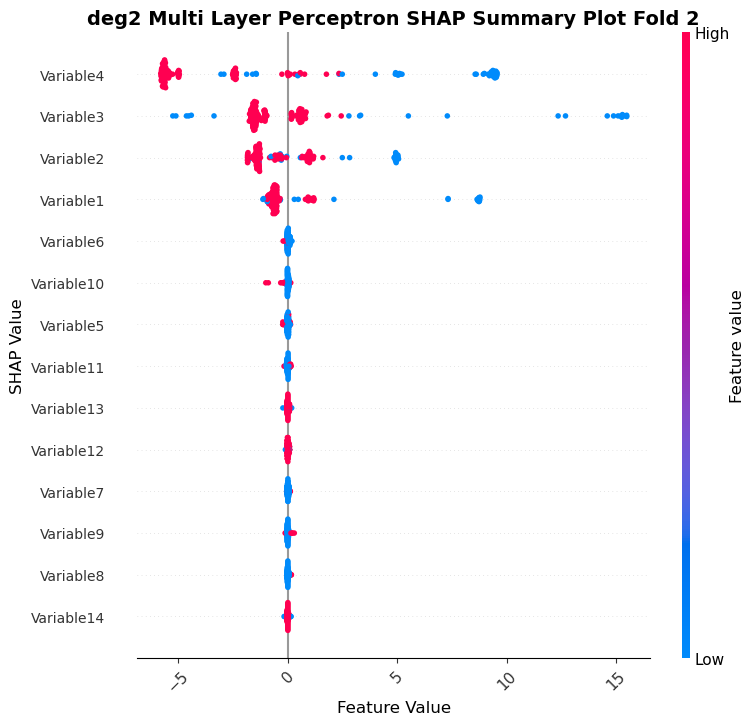 deg2 Multi Layer Perceptron SHAP Summary Plot Fold 2
High
Variable4
Variable3
Variable2
Variable1
Variable6
Variable10
Variable5
Variable11
Variable13
Variable12
Variable7
Variable9
Variable8
Variable14
SHAP Value
Feature value
Low
−5
0
5
10
15
Feature Value